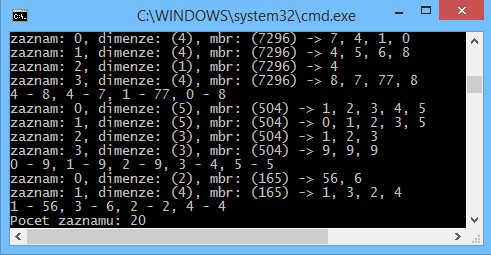 C:\WINDOWS\system32\cmd.exe
zaznam: 0, dimenze: (4), mbr: (7296) -> 7, 4, 1, 0
zaznam: 1, dimenze: (4), mbr: (7296) -> 4, 5, 6, 8
zaznam: 2, dimenze: (1), mbr: (7296) -> 4
zaznam: 3, dimenze: (4), mbr: (7296) -> 8, 7, 77, 8
4 - 8, 4 - 7, 1 - 77, 0 - 8
zaznam: 0, dimenze: (5), mbr: (504) -> 1, 2, 3, 4, 5
zaznam: 1, dimenze: (5), mbr: (504) -> 0, 1, 2, 3, 5
zaznam: 2, dimenze: (3), mbr: (504) -> 1, 2, 3
zaznam: 3, dimenze: (3), mbr: (504) -> 9, 9, 9
0 - 9, 1 - 9, 2 - 9, 3 - 4, 5 - 5
zaznam: 0, dimenze: (2), mbr: (165) -> 56, 6
zaznam: 1, dimenze: (4), mbr: (165) -> 1, 3, 2, 4
1 - 56, 3 - 6, 2 - 2, 4 - 4
Pocet zaznamu: 20